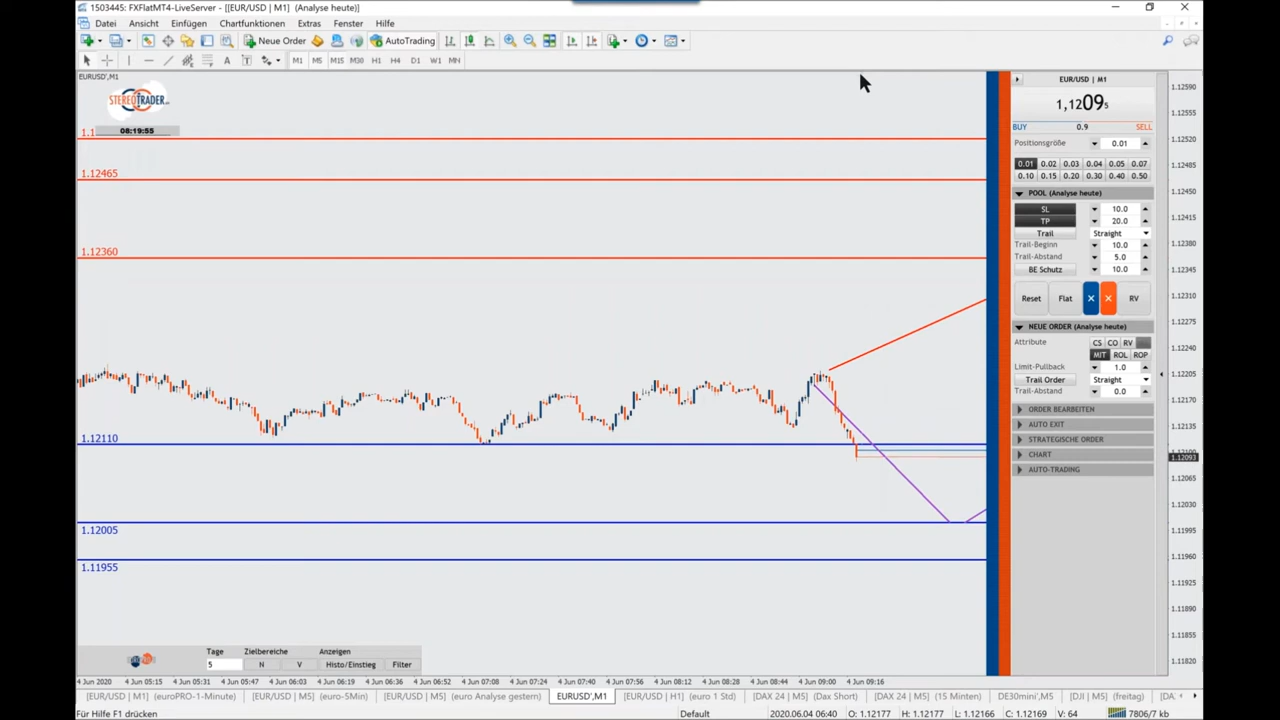 1503445: FXFlatMT4-LiveServer - [[EUR/USD | M1] (Analyse heute)]
Datei Ansicht Einfügen Chartfunktionen Extras Fenster Hilfe
Neue Order AutoTrading
A T M1 M5 M15 M30 H1 H4 D1 W1 MN
EURUSD',M1
STEREOTRADER
08:19:55
1.1
1.12465
1.12360
1.12110
1.12005
1.11955
EUR/USD | M1
1,12095
BUY 0.9 SELL
Positionsgröße 0.01
0.01 0.02 0.03 0.04 0.05 0.07
0.10 0.15 0.20 0.30 0.40 0.50
POOL (Analyse heute)
SL 10.0
TP 20.0
Trail Straight
Trail-Beginn 10.0
Trail-Abstand 5.0
BE Schutz 10.0
Reset Flat × × RV
NEUE ORDER (Analyse heute)
Attribute CS CO RV
MIT ROL ROP
Limit-Pullback 1.0
Trail Order Straight
Trail-Abstand 0.0
ORDER BEARBEITEN
AUTO EXIT
STRATEGISCHE ORDER
CHART
AUTO-TRADING
1.12590
1.12555
1.12520
1.12485
1.12450
1.12415
1.12380
1.12345
1.12310
1.12275
1.12240
1.12205
1.12170
1.12135
1.12093
1.12065
1.12030
1.11995
1.11960
1.11925
1.11890
1.11855
1.11820
Tage Zielbereiche Anzeigen
5 N V Histo/Einstieg Filter
4 Jun 2020 4 Jun 05:15 4 Jun 05:31 4 Jun 05:47 4 Jun 06:03 4 Jun 06:19 4 Jun 06:36 4 Jun 06:52 4 Jun 07:08 4 Jun 07:24 4 Jun 07:40 4 Jun 07:56 4 Jun 08:12 4 Jun 08:28 4 Jun 08:44 4 Jun 09:00 4 Jun 09:16
[EUR/USD | M1] (euroPRO-1-Minute) [EUR/USD | M5] (euro-5Min) [EUR/USD | M5] (euro Analyse gestern) EURUSD',M1 [EUR/USD | H1] (euro 1 Std) [DAX 24 | M5] (Dax Short) [DAX 24 | M5] (15 Minten) DE30mini',M5 [DJI | M5] (freitag) [DA
Für Hilfe F1 drücken Default 2020.06.04 06:40 O: 1.12177 H: 1.12177 L: 1.12166 C: 1.12169 V: 64 7806/7 kb